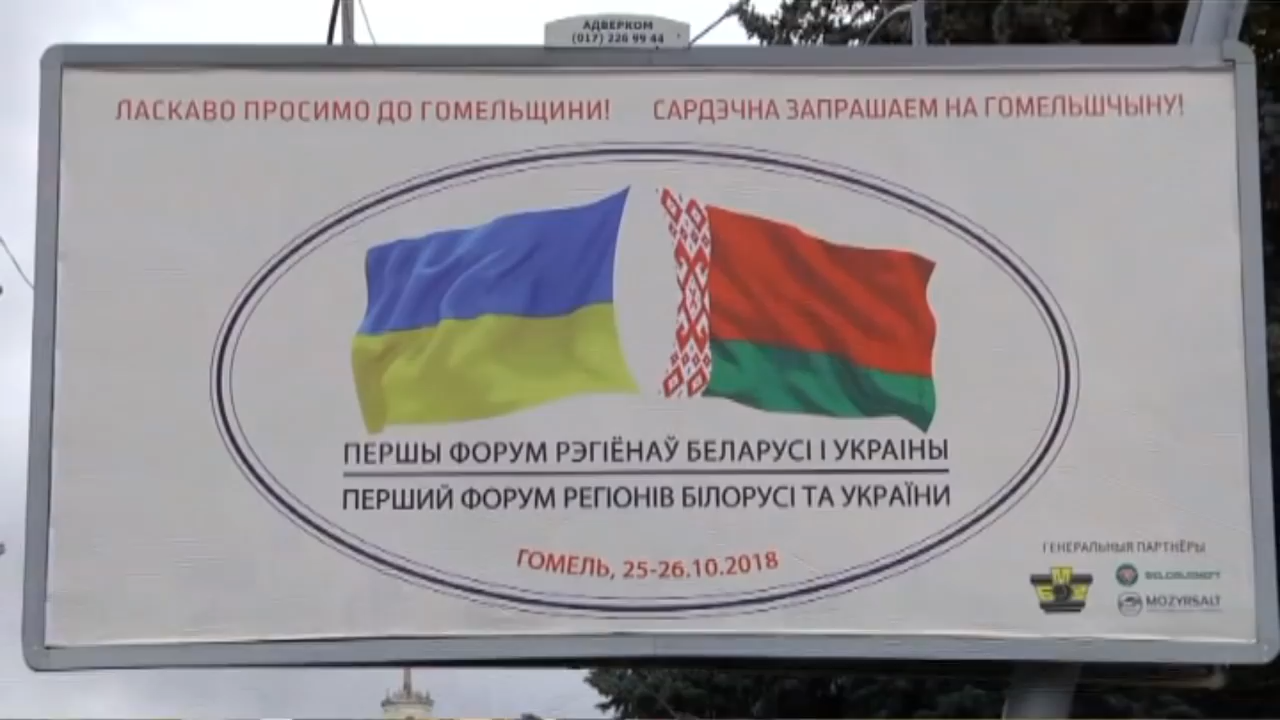 АДВЕРКОМ
(017) 226 99 44
ЛАСКАВО ПРОСИМО ДО ГОМЕЛЬЩИНИ! САРДЭЧНА ЗАПРАШАЕМ НА ГОМЕЛЬШЧЫНУ!
ПЕРШЫ ФОРУМ РЭГІЁНАЎ БЕЛАРУСІ І УКРАІНЫ
ПЕРШИЙ ФОРУМ РЕГІОНІВ БІЛОРУСІ ТА УКРАЇНИ
ГОМЕЛЬ, 25-26.10.2018
ГЕНЕРАЛЬНЫЯ ПАРТНЁРЫ
MOZYRSALT